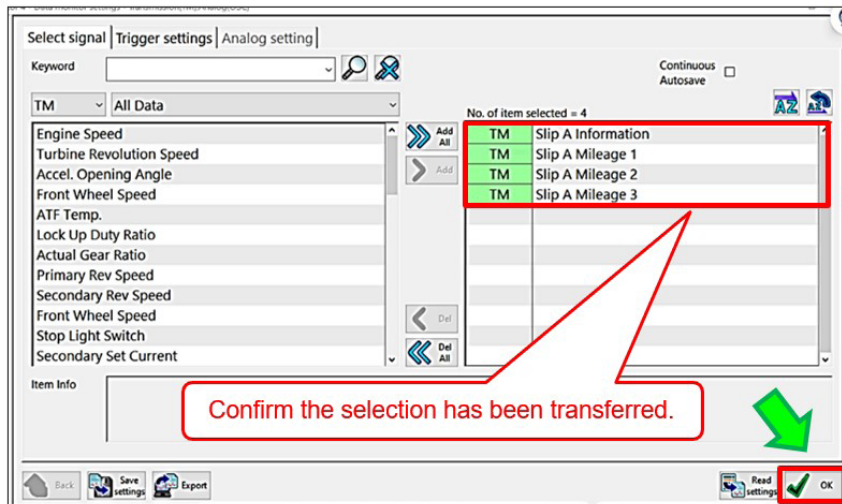 Select signal Trigger settings Analog setting
Keyword
Continuous
Autosave
TM All Data
No. of item selected = 4
Engine Speed
Turbine Revolution Speed
Accel. Opening Angle
Front Wheel Speed
ATF Temp.
Lock Up Duty Ratio
Actual Gear Ratio
Primary Rev Speed
Secondary Rev Speed
Front Wheel Speed
Stop Light Switch
Secondary Set Current
Add
All
Add
Del
Del
All
TM Slip A Information
TM Slip A Mileage 1
TM Slip A Mileage 2
TM Slip A Mileage 3
Item Info
Confirm the selection has been transferred.
Back
Save
settings
Export
Read
settings
OK